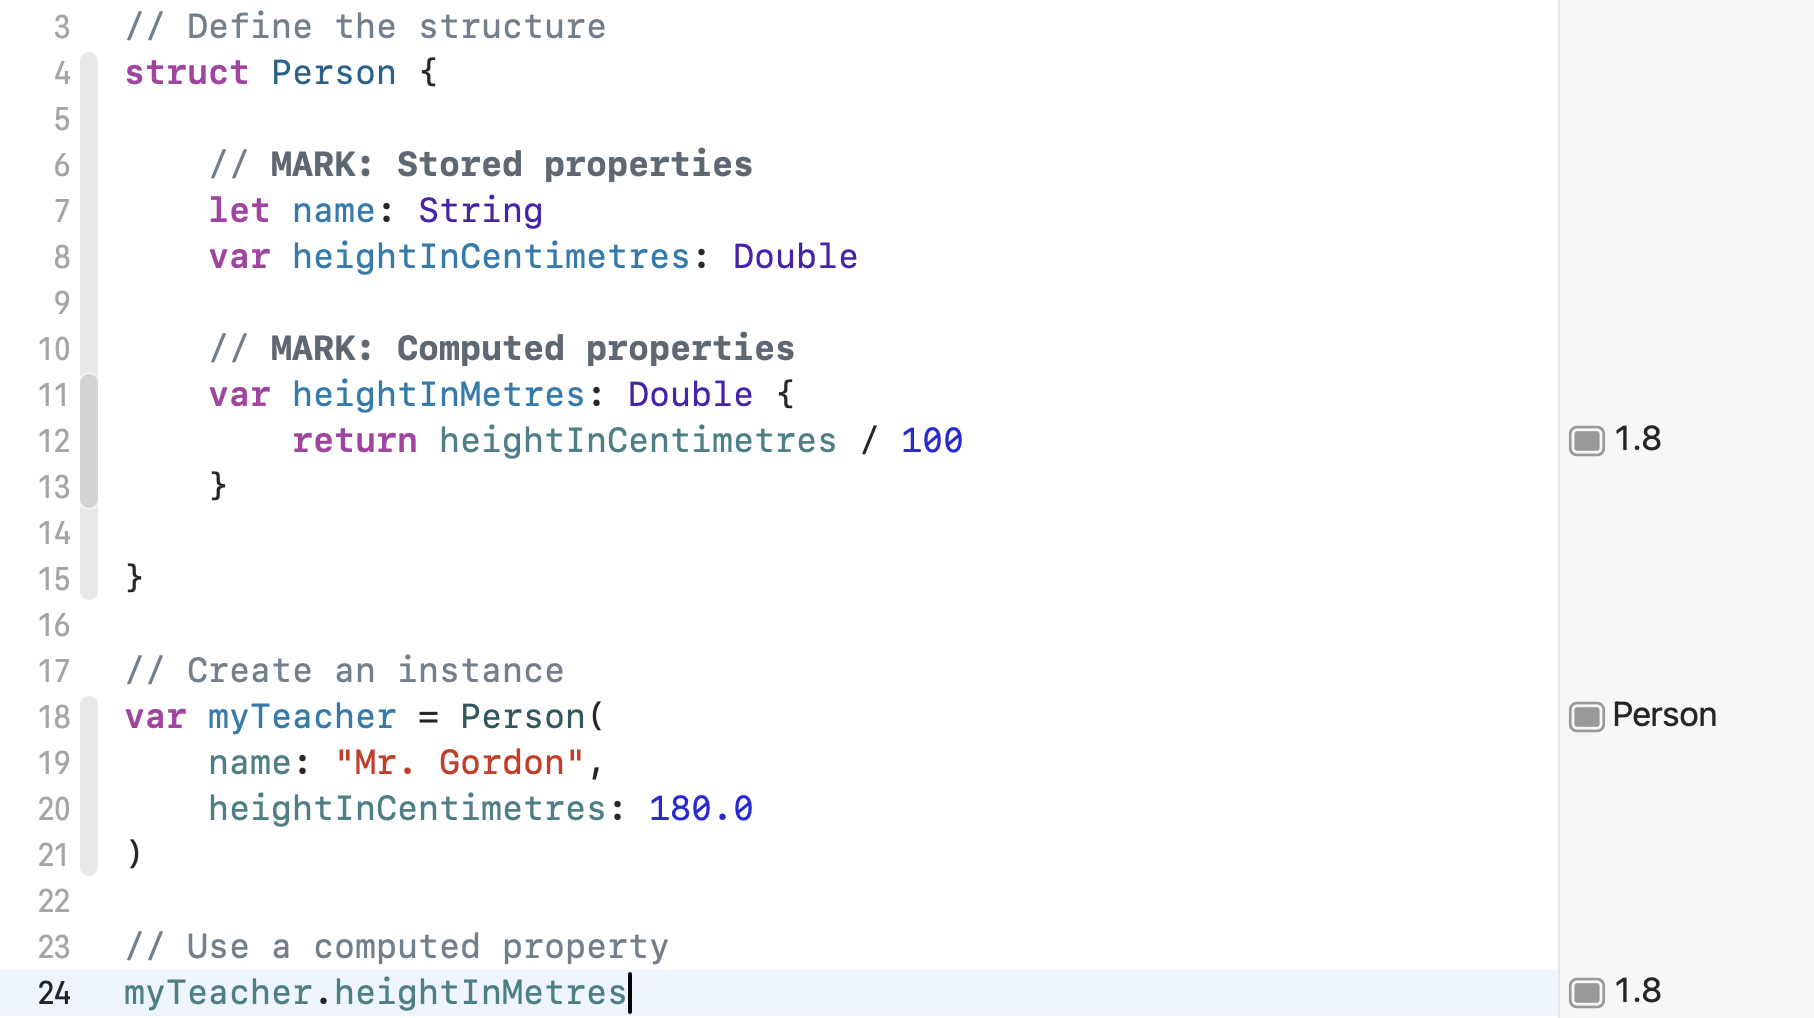 3 // Define the structure
4 struct Person {
5
6     // MARK: Stored properties
7     let name: String
8     var heightInCentimetres: Double
9
10     // MARK: Computed properties
11     var heightInMetres: Double {
12         return heightInCentimetres / 100 1.8
13     }
14
15 }
16
17 // Create an instance
18 var myTeacher = Person( Person
19     name: "Mr. Gordon",
20     heightInCentimetres: 180.0
21 )
22
23 // Use a computed property
24 myTeacher.heightInMetres 1.8